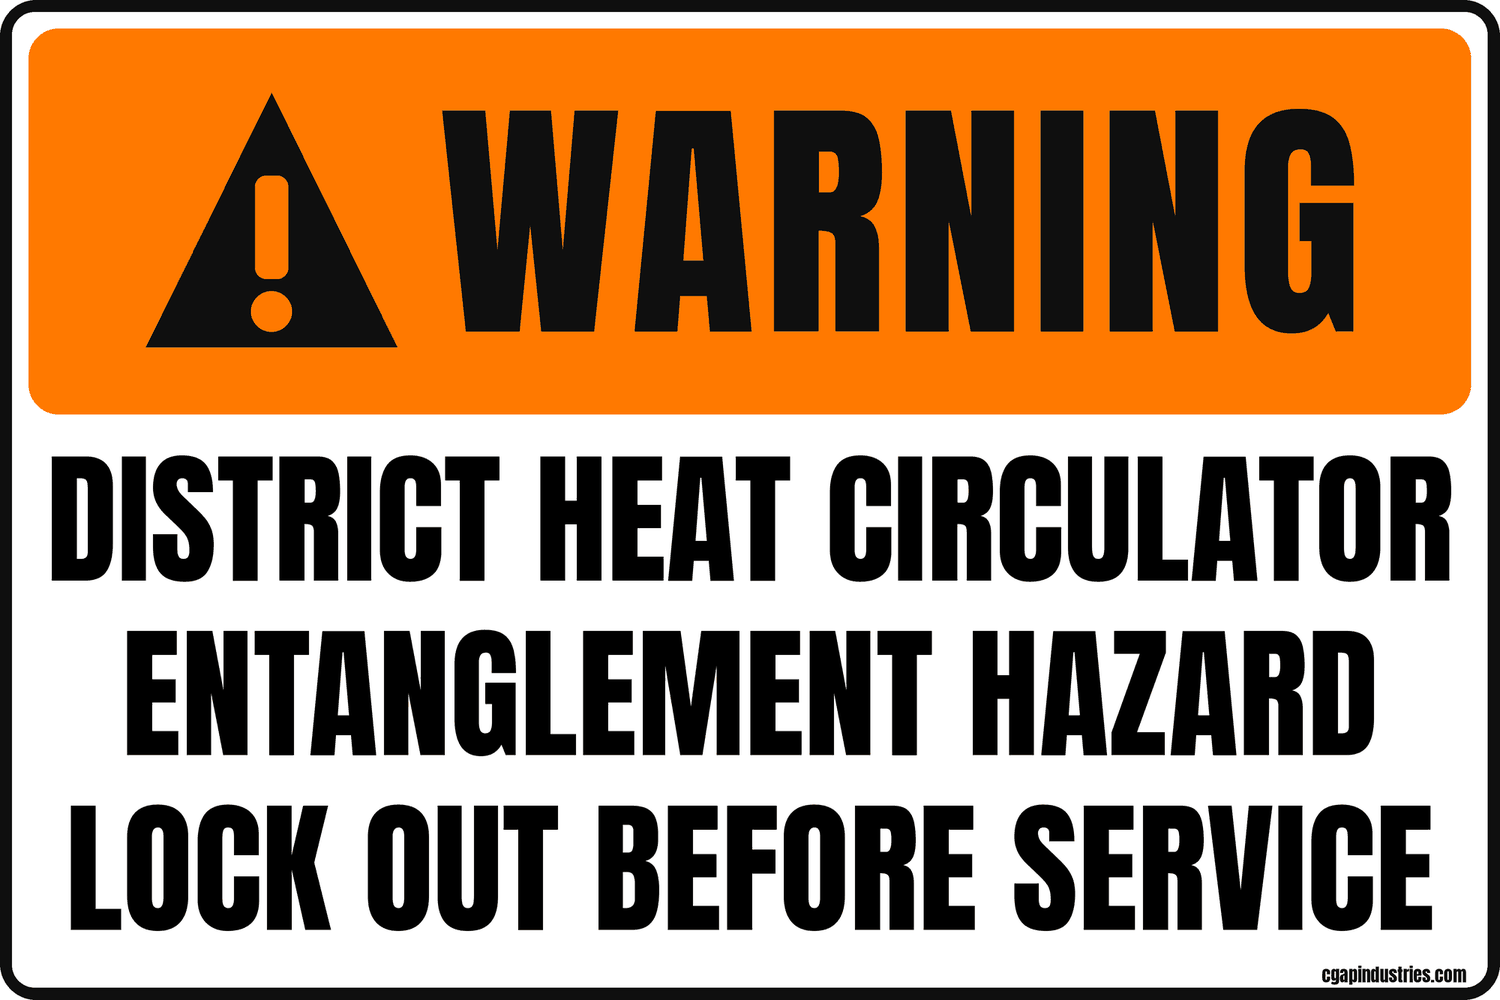 WARNING
DISTRICT HEAT CIRCULATOR
ENTANGLEMENT HAZARD
LOCK OUT BEFORE SERVICE
cgapindustries.com